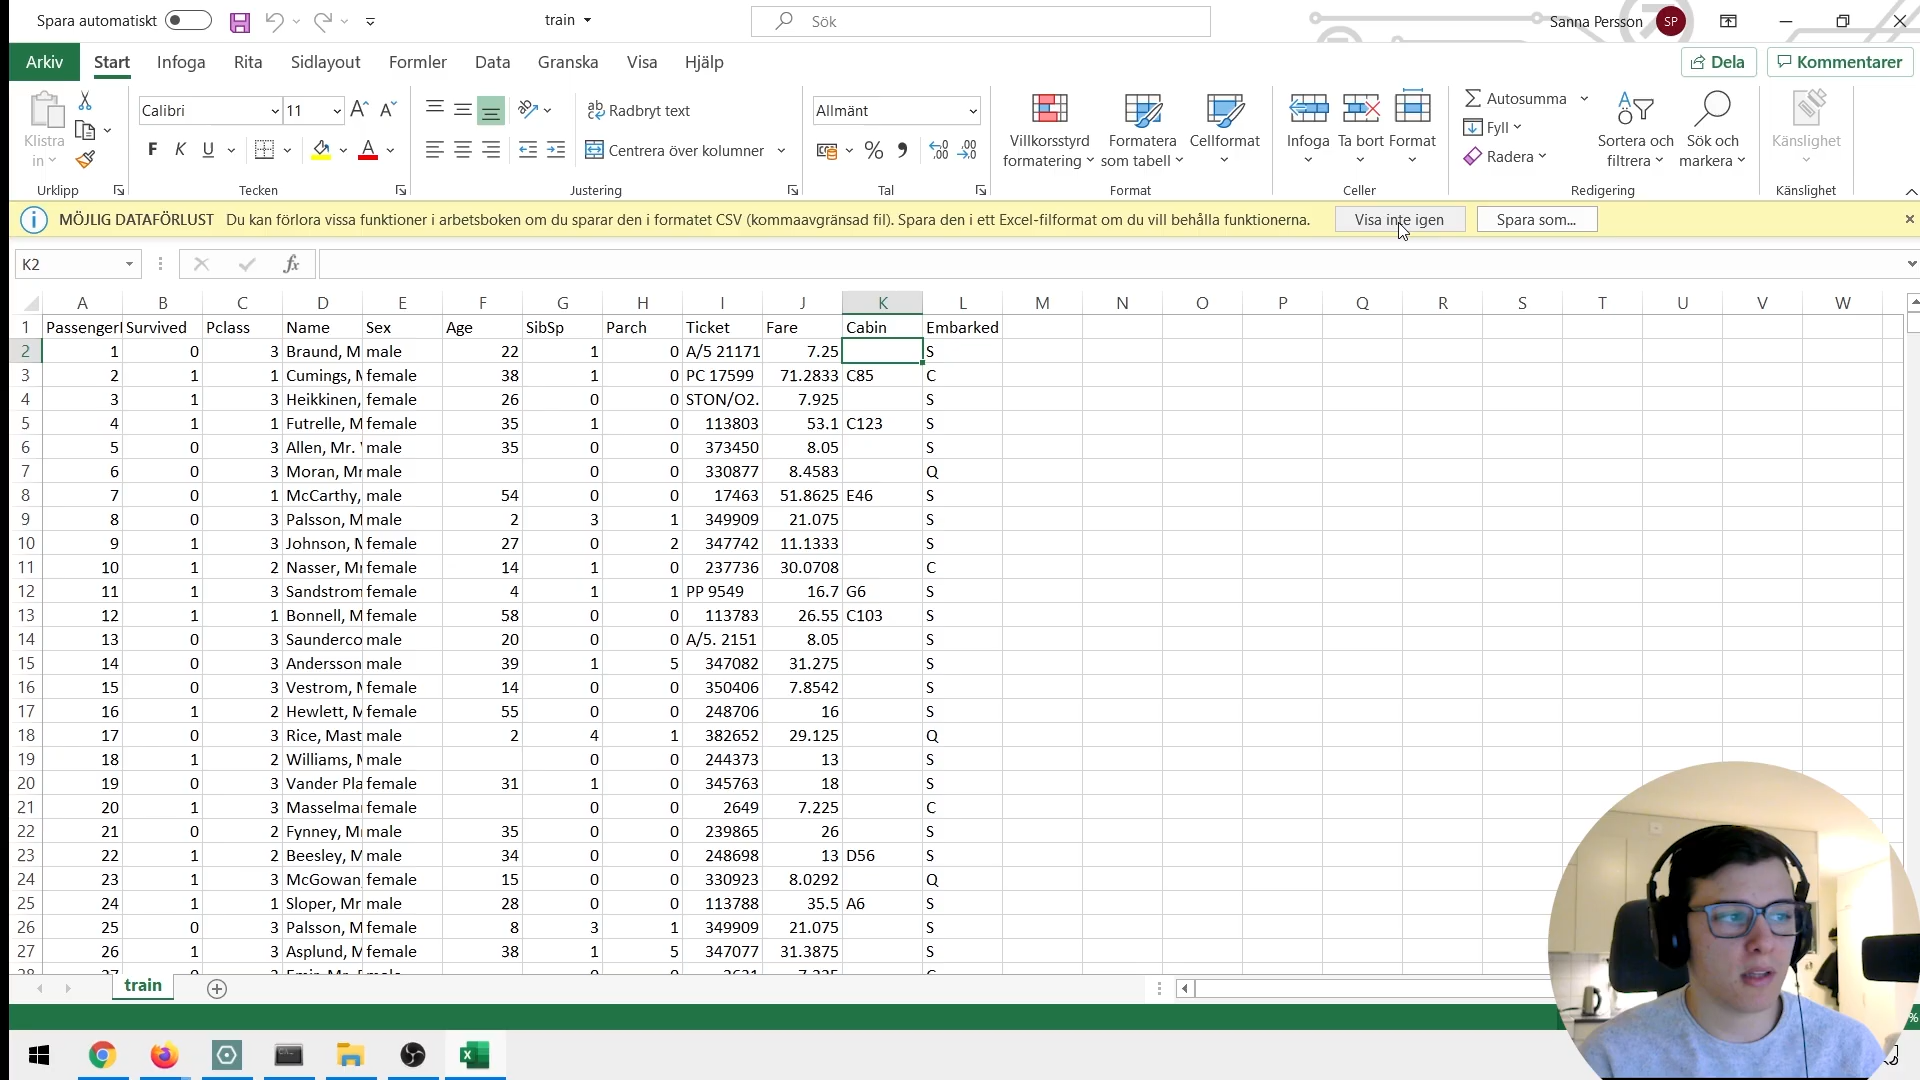 Spara automatiskt
train
Sök
Sanna Persson SP
Arkiv Start Infoga Rita Sidlayout Formler Data Granska Visa Hjälp Dela Kommentarer
Klistra in
Calibri 11
F K U
Radbryt text
Centrera över kolumner
Allmänt
Villkorsstyrd formatering
Formatera som tabell
Cellformat
Infoga Ta bort Format
Autosumma
Fyll
Radera
Sortera och filtrera
Sök och markera
Känslighet
Urklipp Tecken Justering Tal Format Celler Redigering Känslighet
MÖJLIG DATAFÖRLUST Du kan förlora vissa funktioner i arbetsboken om du sparar den i formatet CSV (kommaavgränsad fil). Spara den i ett Excel-filformat om du vill behålla funktionerna. Visa inte igen Spara som...
K2 fx
A B C D E F G H I J K L M N O P Q R S T U V W
1 PassengerI Survived Pclass Name Sex Age SibSp Parch Ticket Fare Cabin Embarked
2 1 0 3 Braund, M male 22 1 0 A/5 21171 7.25 S
3 2 1 1 Cumings, M female 38 1 0 PC 17599 71.2833 C85 C
4 3 1 3 Heikkinen, female 26 0 0 STON/O2. 7.925 S
5 4 1 1 Futrelle, M female 35 1 0 113803 53.1 C123 S
6 5 0 3 Allen, Mr. male 35 0 0 373450 8.05 S
7 6 0 3 Moran, Mr male 0 0 330877 8.4583 Q
8 7 0 1 McCarthy, male 54 0 0 17463 51.8625 E46 S
9 8 0 3 Palsson, M male 2 3 1 349909 21.075 S
10 9 1 3 Johnson, M female 27 0 2 347742 11.1333 S
11 10 1 2 Nasser, Mr female 14 1 0 237736 30.0708 C
12 11 1 3 Sandstrom female 4 1 1 PP 9549 16.7 G6 S
13 12 1 1 Bonnell, M female 58 0 0 113783 26.55 C103 S
14 13 0 3 Saunderco male 20 0 0 A/5. 2151 8.05 S
15 14 0 3 Andersson male 39 1 5 347082 31.275 S
16 15 0 3 Vestrom, M female 14 0 0 350406 7.8542 S
17 16 1 2 Hewlett, M female 55 0 0 248706 16 S
18 17 0 3 Rice, Mast male 2 4 1 382652 29.125 Q
19 18 1 2 Williams, M male 0 0 244373 13 S
20 19 0 3 Vander Pla female 31 1 0 345763 18 S
21 20 1 3 Masselma female 0 0 2649 7.225 C
22 21 0 2 Fynney, Mr male 35 0 0 239865 26 S
23 22 1 2 Beesley, M male 34 0 0 248698 13 D56 S
24 23 1 3 McGowan, female 15 0 0 330923 8.0292 Q
25 24 1 1 Sloper, Mr male 28 0 0 113788 35.5 A6 S
26 25 0 3 Palsson, M female 8 3 1 349909 21.075 S
27 26 1 3 Asplund, M female 38 1 5 347077 31.3875 S
train